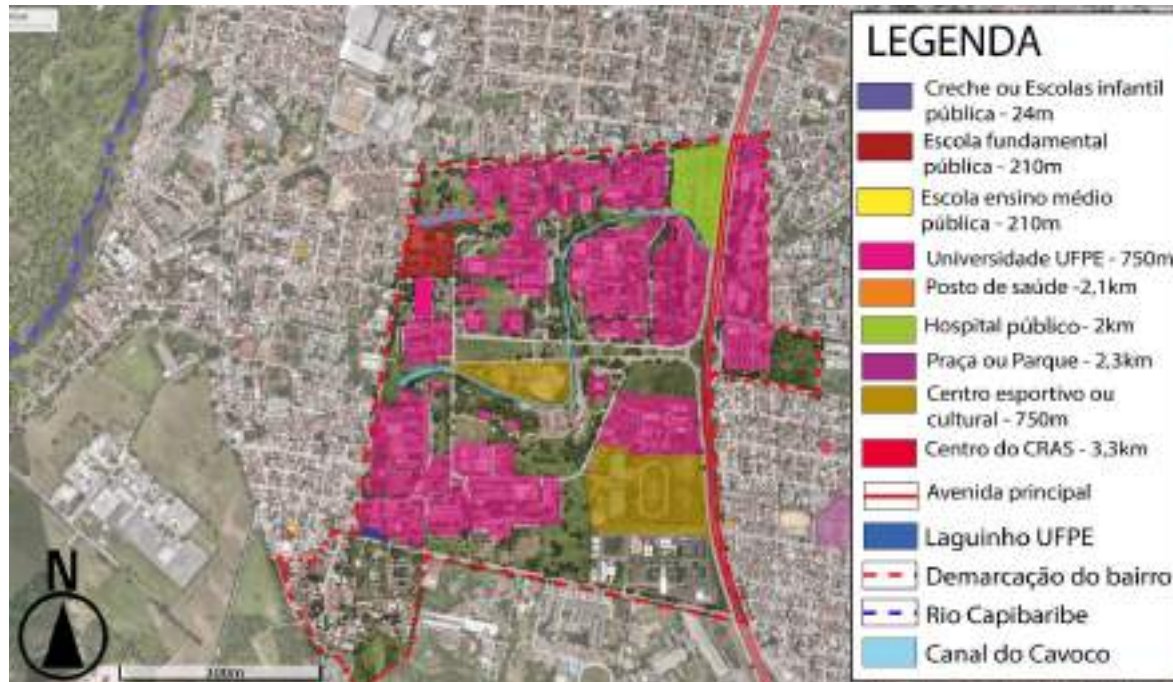 LEGENDA
Creche ou Escolas infantil
pública - 24m
Escola fundamental
pública - 210m
Escola ensino médio
pública - 210m
Universidade UFPE - 750m
Posto de saúde -2,1km
Hospital público- 2km
Praça ou Parque - 2,3km
Centro esportivo ou
cultural - 750m
Centro do CRAS - 3,3km
Avenida principal
Laguinho UFPE
Demarcação do bairro
Rio Capibaribe
Canal do Cavoco
N
300m